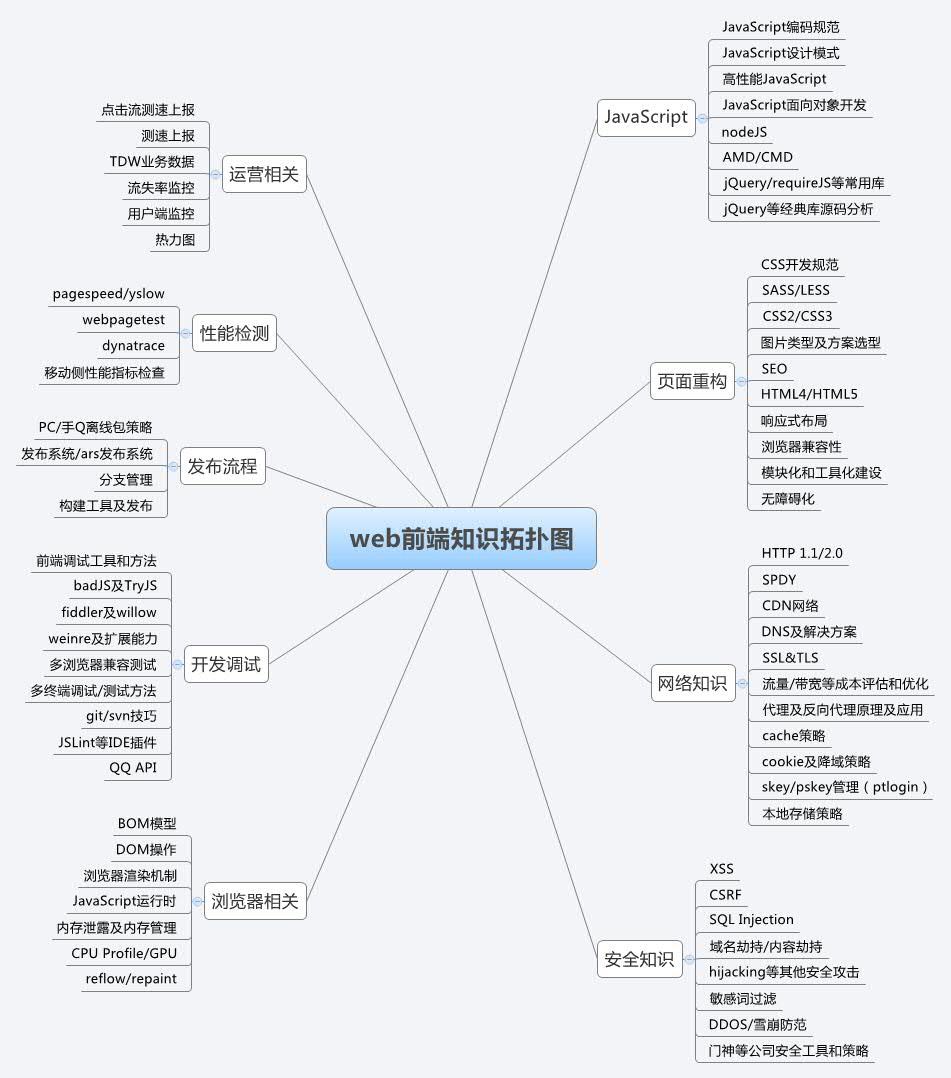 web前端知识拓扑图
JavaScript
JavaScript编码规范
JavaScript设计模式
高性能JavaScript
JavaScript面向对象开发
nodeJS
AMD/CMD
jQuery/requireJS等常用库
jQuery等经典库源码分析
页面重构
CSS开发规范
SASS/LESS
CSS2/CSS3
图片类型及方案选型
SEO
HTML4/HTML5
响应式布局
浏览器兼容性
模块化和工具化建设
无障碍化
网络知识
HTTP 1.1/2.0
SPDY
CDN网络
DNS及解决方案
SSL&TLS
流量/带宽等成本评估和优化
代理及反向代理原理及应用
cache策略
cookie及降域策略
skey/pskey管理（ptlogin）
本地存储策略
安全知识
XSS
CSRF
SQL Injection
域名劫持/内容劫持
hijacking等其他安全攻击
敏感词过滤
DDOS/雪崩防范
门神等公司安全工具和策略
运营相关
点击流测速上报
测速上报
TDW业务数据
流失率监控
用户端监控
热力图
性能检测
pagespeed/yslow
webpagetest
dynatrace
移动侧性能指标检查
发布流程
PC/手Q离线包策略
发布系统/ars发布系统
分支管理
构建工具及发布
开发调试
前端调试工具和方法
badJS及TryJS
fiddler及willow
weinre及扩展能力
多浏览器兼容测试
多终端调试/测试方法
git/svn技巧
JSLint等IDE插件
QQ API
浏览器相关
BOM模型
DOM操作
浏览器渲染机制
JavaScript运行时
内存泄露及内存管理
CPU Profile/GPU
reflow/repaint